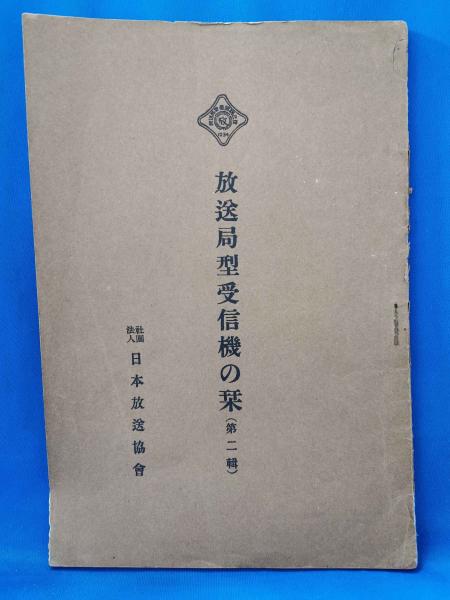 放送局型受信機の栞(第二輯)
社團法人 日本放送協會